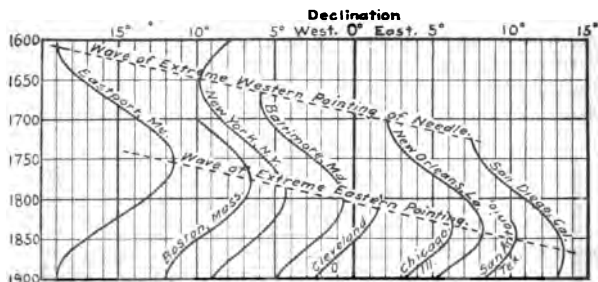 Declination
15° 10° 5° West. 0° East. 5° 10° 15°
1600
1650
1700
1750
1800
1850
1900
Wave of Extreme Western Pointing of Needle.
Wave of Extreme Eastern Pointing.
Eastport, Me.
Boston, Mass.
New York, N.Y.
Baltimore, Md.
Cleveland
O
New Orleans, La.
Chicago
Ill.
San Antonio
Tex.
San Diego, Cal.